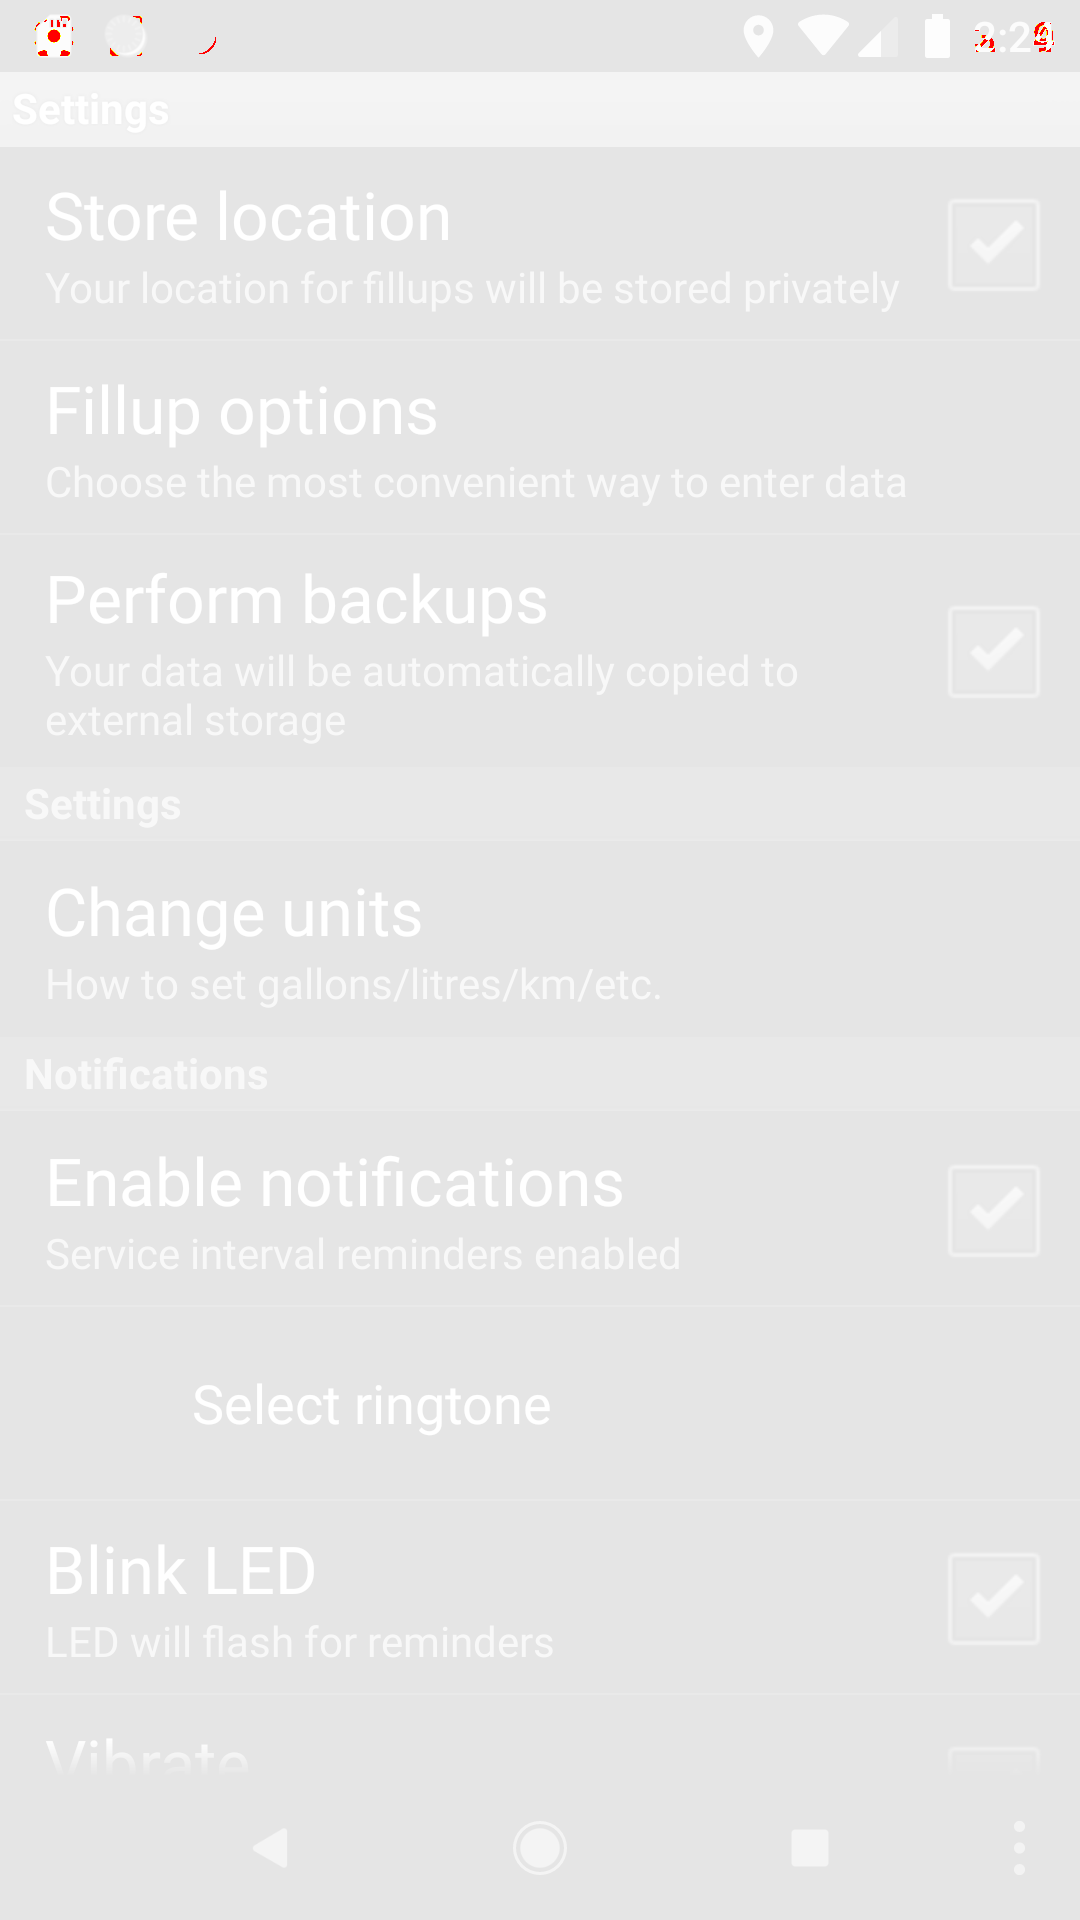 Settings
Store location
Your location for fillups will be stored privately
Fillup options
Choose the most convenient way to enter data
Perform backups
Your data will be automatically copied to
external storage
Settings
Change units
How to set gallons/litres/km/etc.
Notifications
Enable notifications
Service interval reminders enabled
Select ringtone
Blink LED
LED will flash for reminders
Vibrate